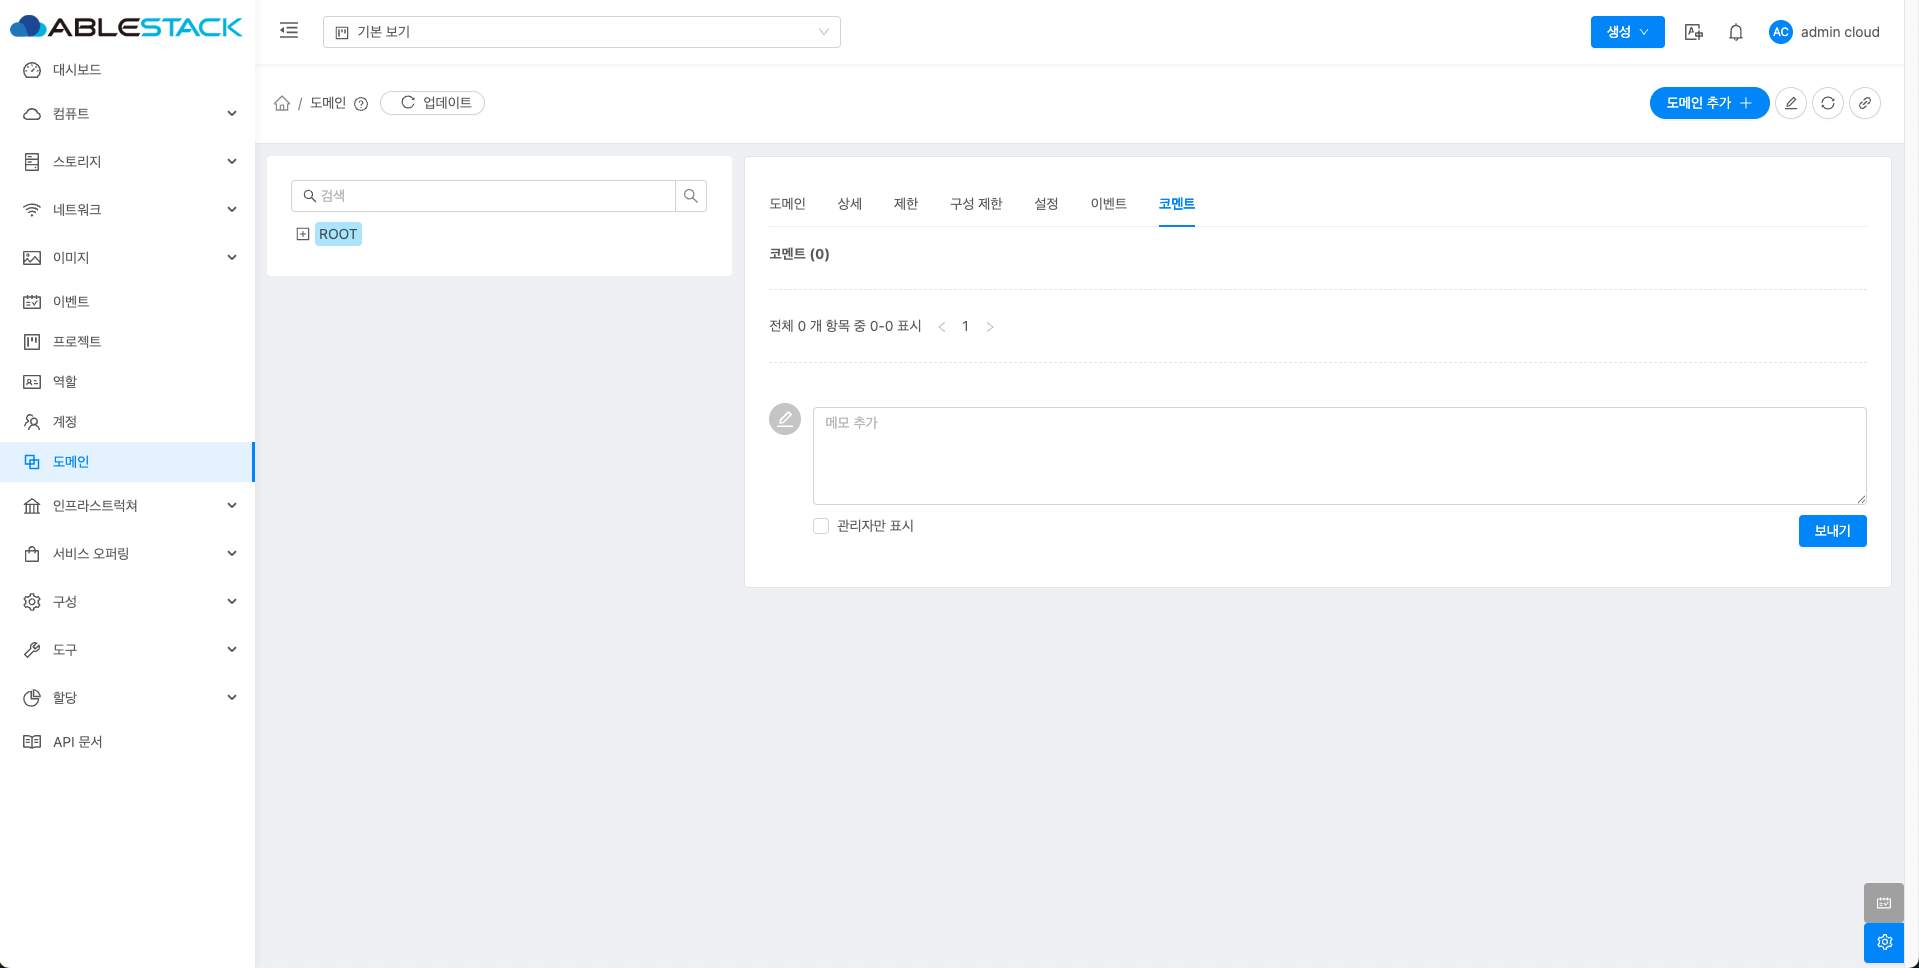 ABLESTACK
기본 보기
생성
AC
admin cloud
대시보드
컴퓨트
스토리지
네트워크
이미지
이벤트
프로젝트
역할
계정
도메인
인프라스트럭쳐
서비스 오퍼링
구성
도구
할당
API 문서
/ 도메인
업데이트
도메인 추가
검색
ROOT
도메인 상세 제한 구성 제한 설정 이벤트 코멘트
코멘트 (0)
전체 0 개 항목 중 0-0 표시 < 1 >
메모 추가
관리자만 표시
보내기